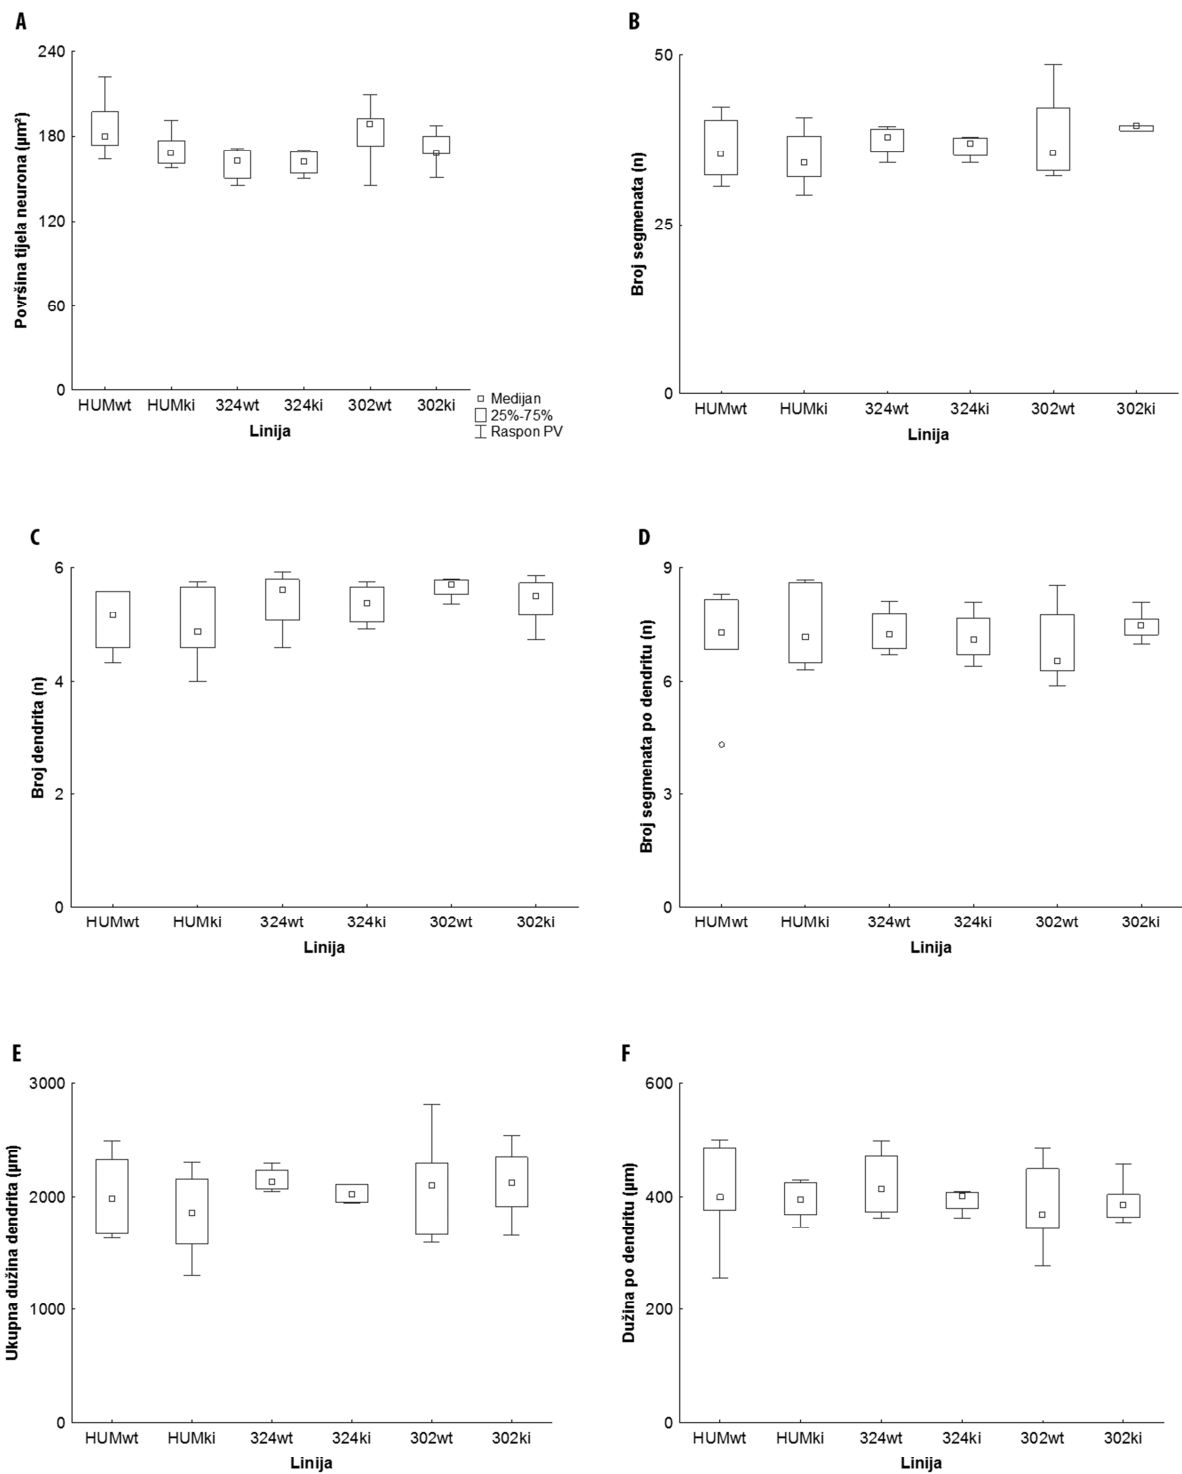 A
Površina tijela neurona (µm²)
240
180
120
60
0
HUMwt HUMki 324wt 324ki 302wt 302ki
Linija
Medijan
25%-75%
Raspon PV
B
Broj segmenata (n)
50
25
0
HUMwt HUMki 324wt 324ki 302wt 302ki
Linija
C
Broj dendrita (n)
6
4
2
0
HUMwt HUMki 324wt 324ki 302wt 302ki
Linija
D
Broj segmenata po dendritu (n)
9
6
3
0
HUMwt HUMki 324wt 324ki 302wt 302ki
Linija
E
Ukupna dužina dendrita (µm)
3000
2000
1000
0
HUMwt HUMki 324wt 324ki 302wt 302ki
Linija
F
Dužina po dendritu (µm)
600
400
200
0
HUMwt HUMki 324wt 324ki 302wt 302ki
Linija